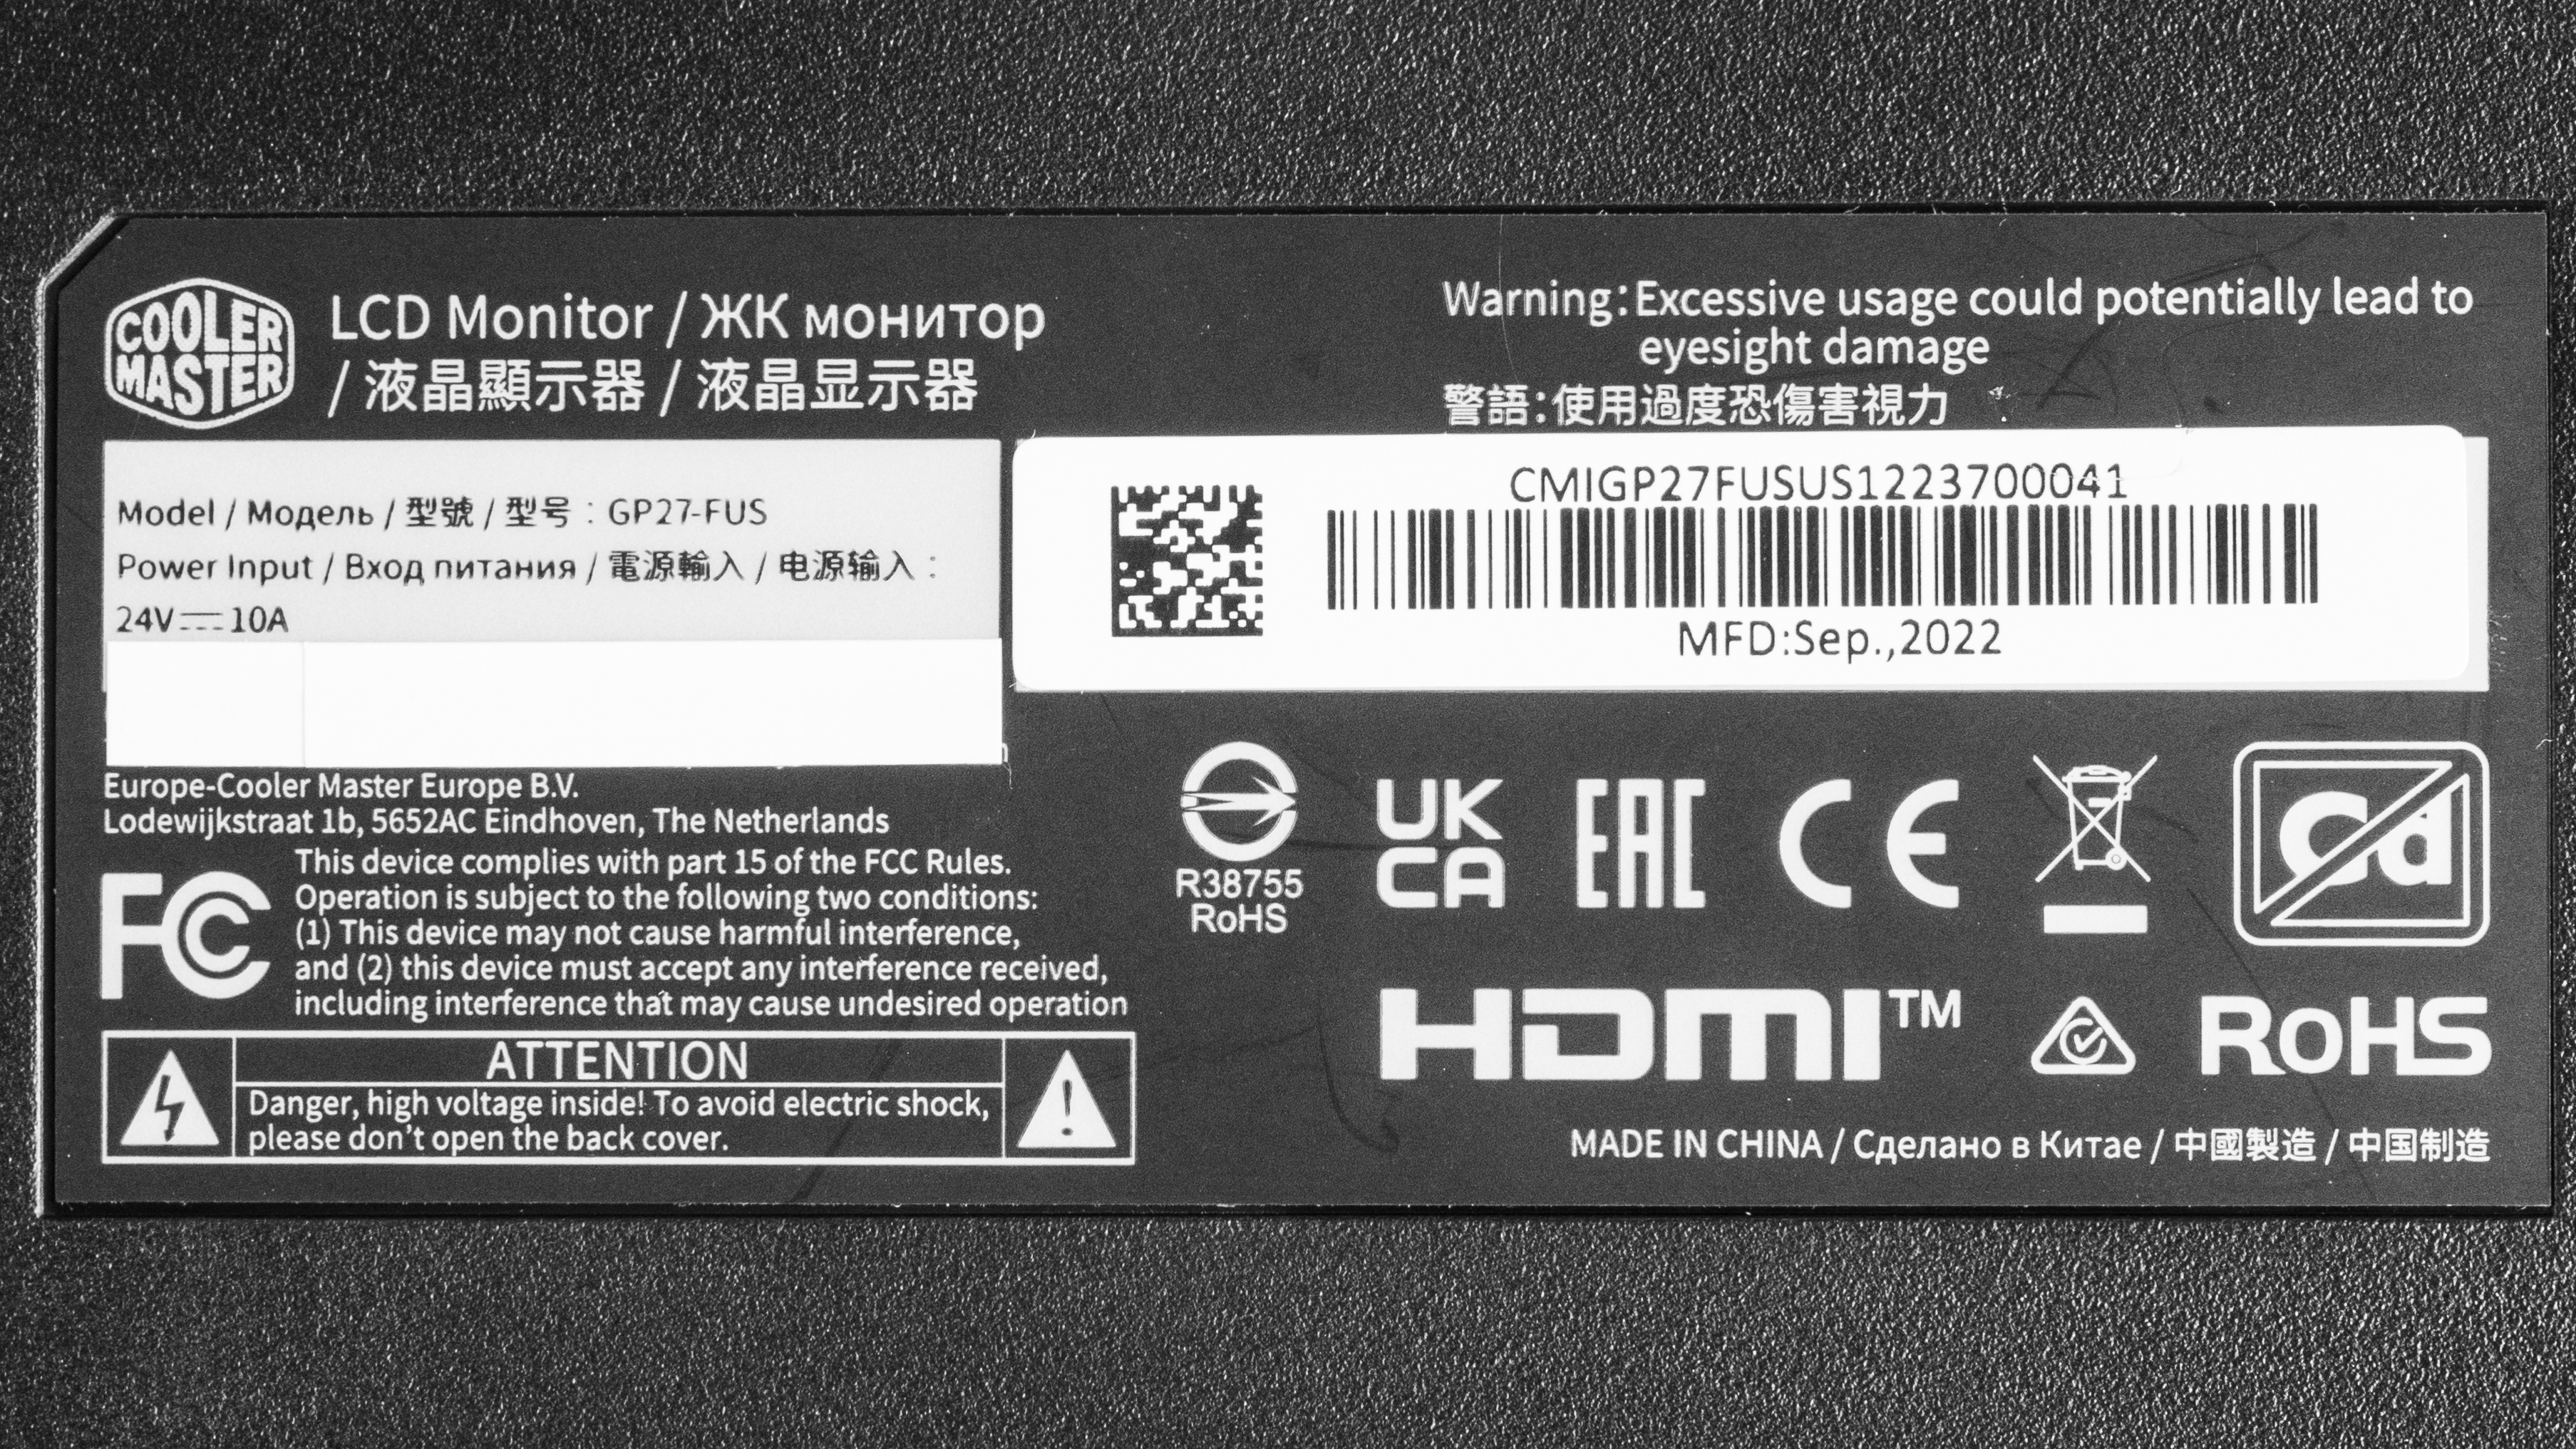 COOLER
MASTER
LCD Monitor / ЖК монитор
/ 液晶顯示器 / 液晶显示器
Warning:Excessive usage could potentially lead to
eyesight damage
警語:使用過度恐傷害視力
Model / Модель / 型號 / 型号 : GP27-FUS
Power Input / Вход питания / 電源輸入 / 电源输入 :
24V⎓10A
CMIGP27FUSUS1223700041
MFD:Sep.,2022
Europe-Cooler Master Europe B.V.
Lodewijkstraat 1b, 5652AC Eindhoven, The Netherlands
FC
This device complies with part 15 of the FCC Rules.
Operation is subject to the following two conditions:
(1) This device may not cause harmful interference,
and (2) this device must accept any interference received,
including interference that may cause undesired operation
ATTENTION
Danger, high voltage inside! To avoid electric shock,
please don't open the back cover.
R38755
RoHS
UK
CA
EAC
CE
Cd
HDMI™
RoHS
MADE IN CHINA / Сделано в Китае / 中國製造 / 中国制造